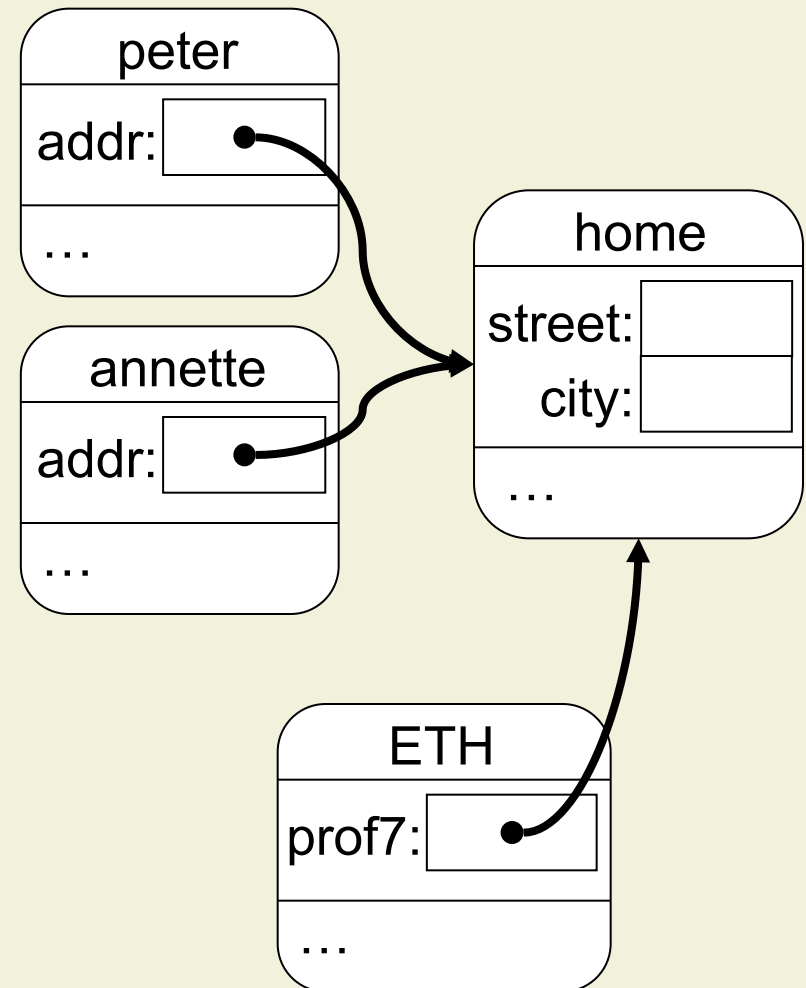 peter
addr:
…
annette
addr:
…
home
street:
city:
…
ETH
prof7:
…